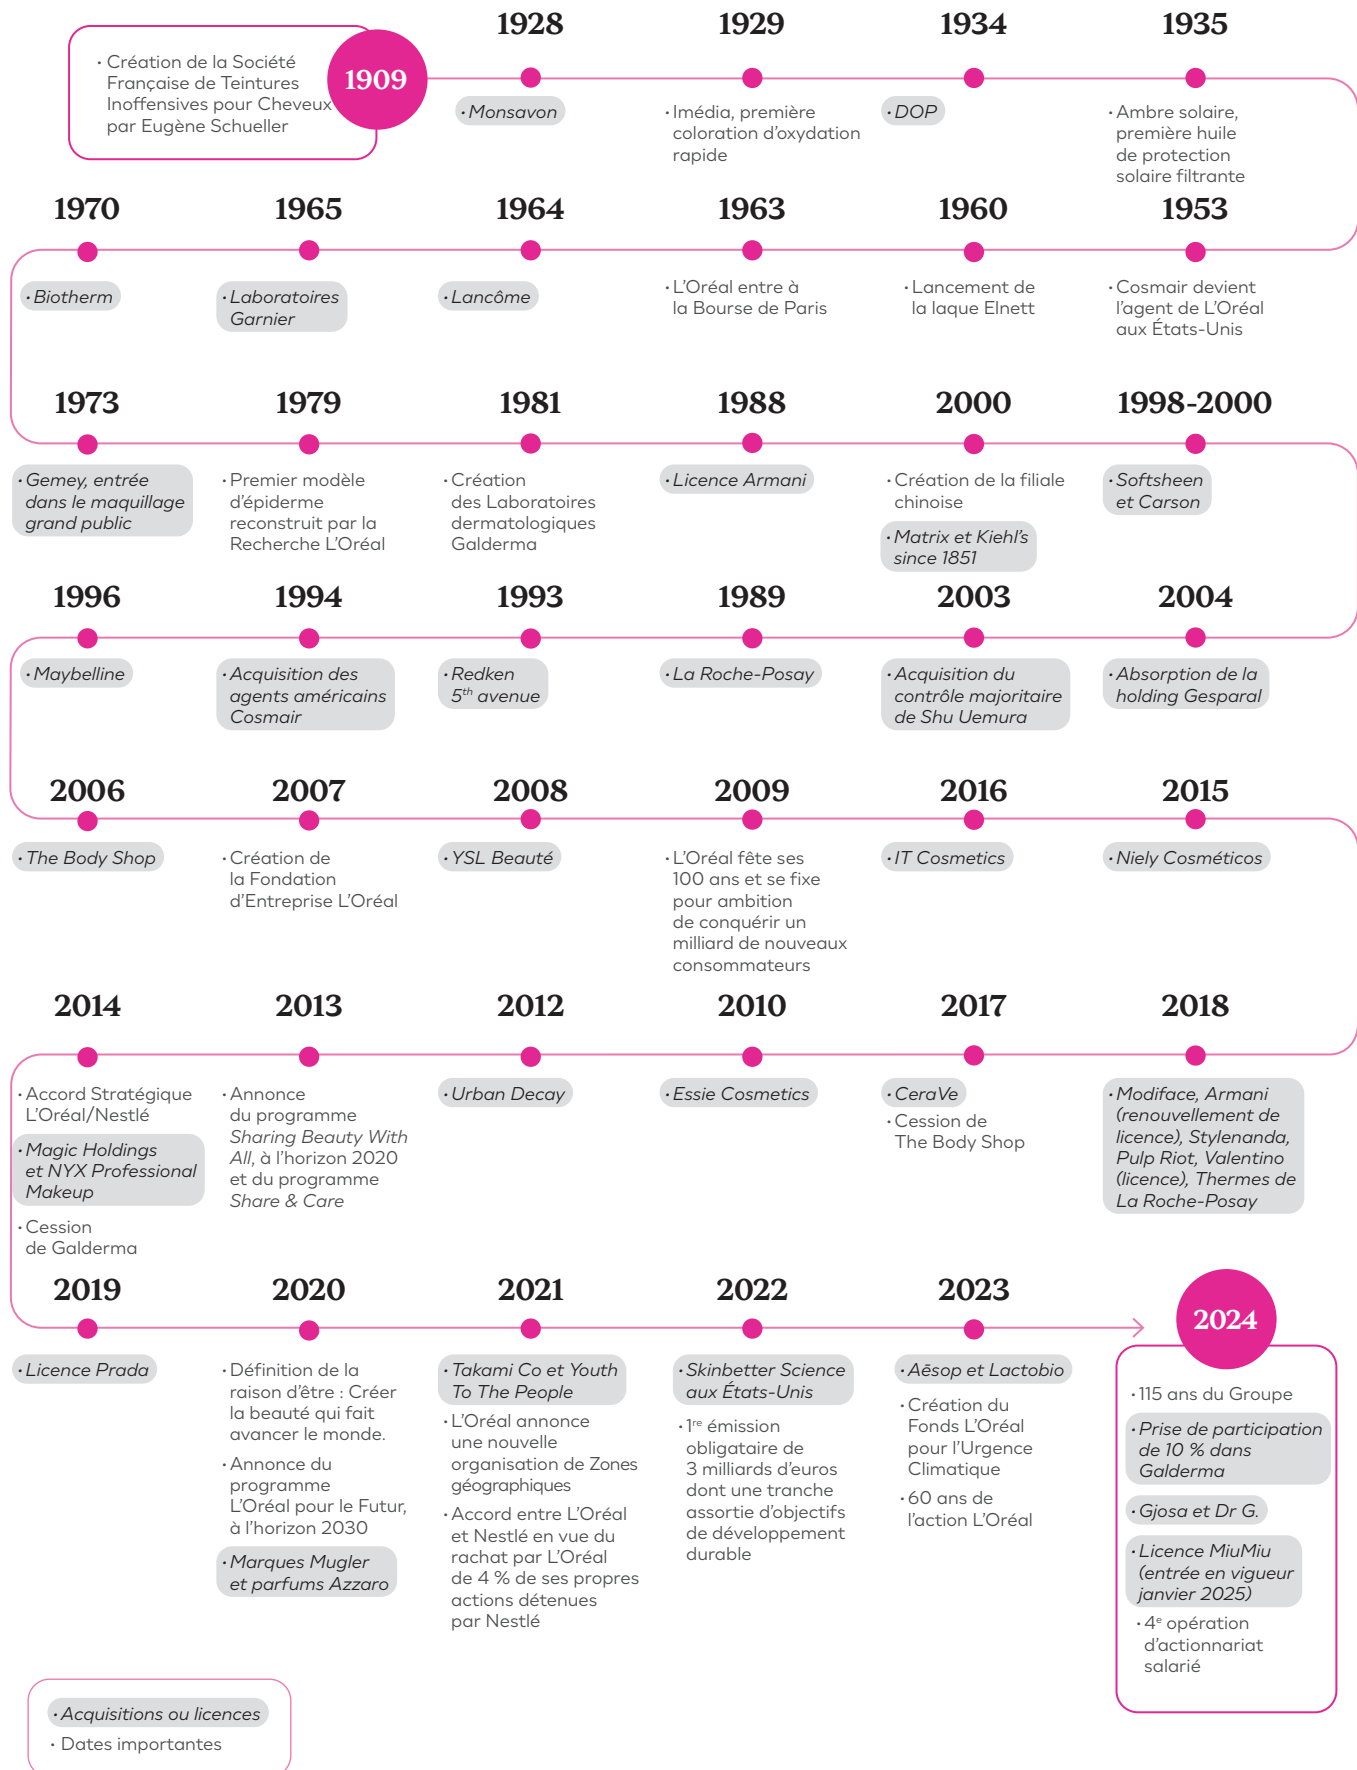 1909
· Création de la Société
Française de Teintures
Inoffensives pour Cheveux
par Eugène Schueller
1928
· Monsavon
1929
· Imédia, première
coloration d’oxydation
rapide
1934
· DOP
1935
· Ambre solaire,
première huile
de protection
solaire filtrante
1970
· Biotherm
1965
· Laboratoires
Garnier
1964
· Lancôme
1963
· L’Oréal entre à
la Bourse de Paris
1960
· Lancement de
la laque Elnett
1953
· Cosmair devient
l’agent de L’Oréal
aux États-Unis
1973
· Gemey, entrée
dans le maquillage
grand public
1979
· Premier modèle
d’épiderme
reconstruit par la
Recherche L’Oréal
1981
· Création
des Laboratoires
dermatologiques
Galderma
1988
· Licence Armani
2000
· Création de la filiale
chinoise
· Matrix et Kiehl’s
since 1851
1998-2000
· Softsheen
et Carson
1996
· Maybelline
1994
· Acquisition des
agents américains
Cosmair
1993
· Redken
5th avenue
1989
· La Roche-Posay
2003
· Acquisition du
contrôle majoritaire
de Shu Uemura
2004
· Absorption de la
holding Gesparal
2006
· The Body Shop
2007
· Création de
la Fondation
d’Entreprise L’Oréal
2008
· YSL Beauté
2009
· L’Oréal fête ses
100 ans et se fixe
pour ambition
de conquérir un
milliard de nouveaux
consommateurs
2016
· IT Cosmetics
2015
· Niely Cosméticos
2014
· Accord Stratégique
L’Oréal/Nestlé
· Magic Holdings
et NYX Professional
Makeup
· Cession
de Galderma
2013
· Annonce
du programme
Sharing Beauty With
All, à l’horizon 2020
et du programme
Share & Care
2012
· Urban Decay
2010
· Essie Cosmetics
2017
· CeraVe
· Cession de
The Body Shop
2018
· Modiface, Armani
(renouvellement de
licence), Stylenanda,
Pulp Riot, Valentino
(licence), Thermes de
La Roche-Posay
2019
· Licence Prada
2020
· Définition de la
raison d’être : Créer
la beauté qui fait
avancer le monde.
· Annonce du
programme
L’Oréal pour le Futur,
à l’horizon 2030
· Marques Mugler
et parfums Azzaro
2021
· Takami Co et Youth
To The People
· L’Oréal annonce
une nouvelle
organisation de Zones
géographiques
· Accord entre L’Oréal
et Nestlé en vue du
rachat par L’Oréal
de 4 % de ses propres
actions détenues
par Nestlé
2022
· Skinbetter Science
aux États-Unis
· 1re émission
obligataire de
3 milliards d’euros
dont une tranche
assortie d’objectifs
de développement
durable
2023
· Aēsop et Lactobio
· Création du
Fonds L’Oréal
pour l’Urgence
Climatique
· 60 ans de
l’action L’Oréal
2024
· 115 ans du Groupe
· Prise de participation
de 10 % dans
Galderma
· Gjosa et Dr G.
· Licence MiuMiu
(entrée en vigueur
janvier 2025)
· 4e opération
d’actionnariat
salarié
· Acquisitions ou licences
· Dates importantes